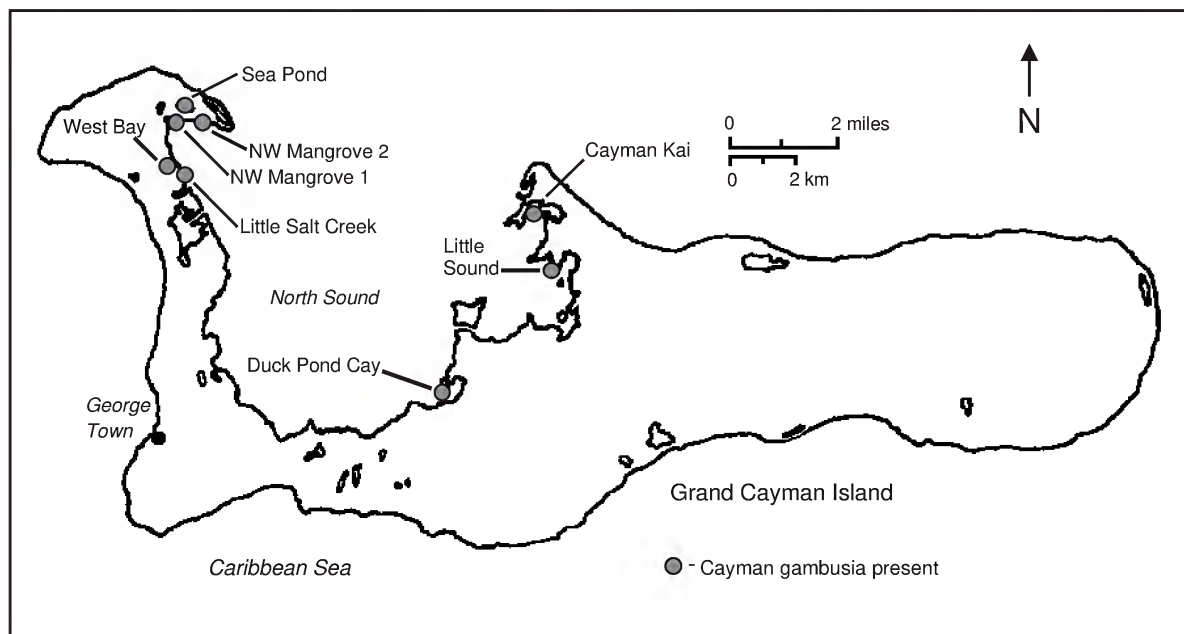 Sea Pond
West Bay
NW Mangrove 2
NW Mangrove 1
Little Salt Creek
North Sound
Cayman Kai
Little
Sound
Duck Pond Cay
George
Town
0 2 miles
0 2 km
N
Grand Cayman Island
Caribbean Sea
- Cayman gambusia present